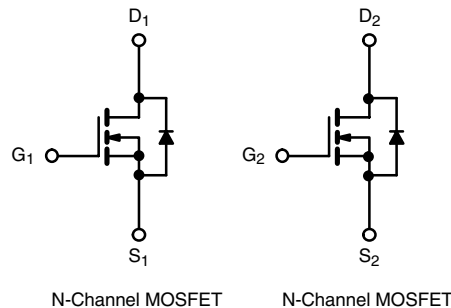 D1 D2
G1 G2
S1 S2
N-Channel MOSFET N-Channel MOSFET